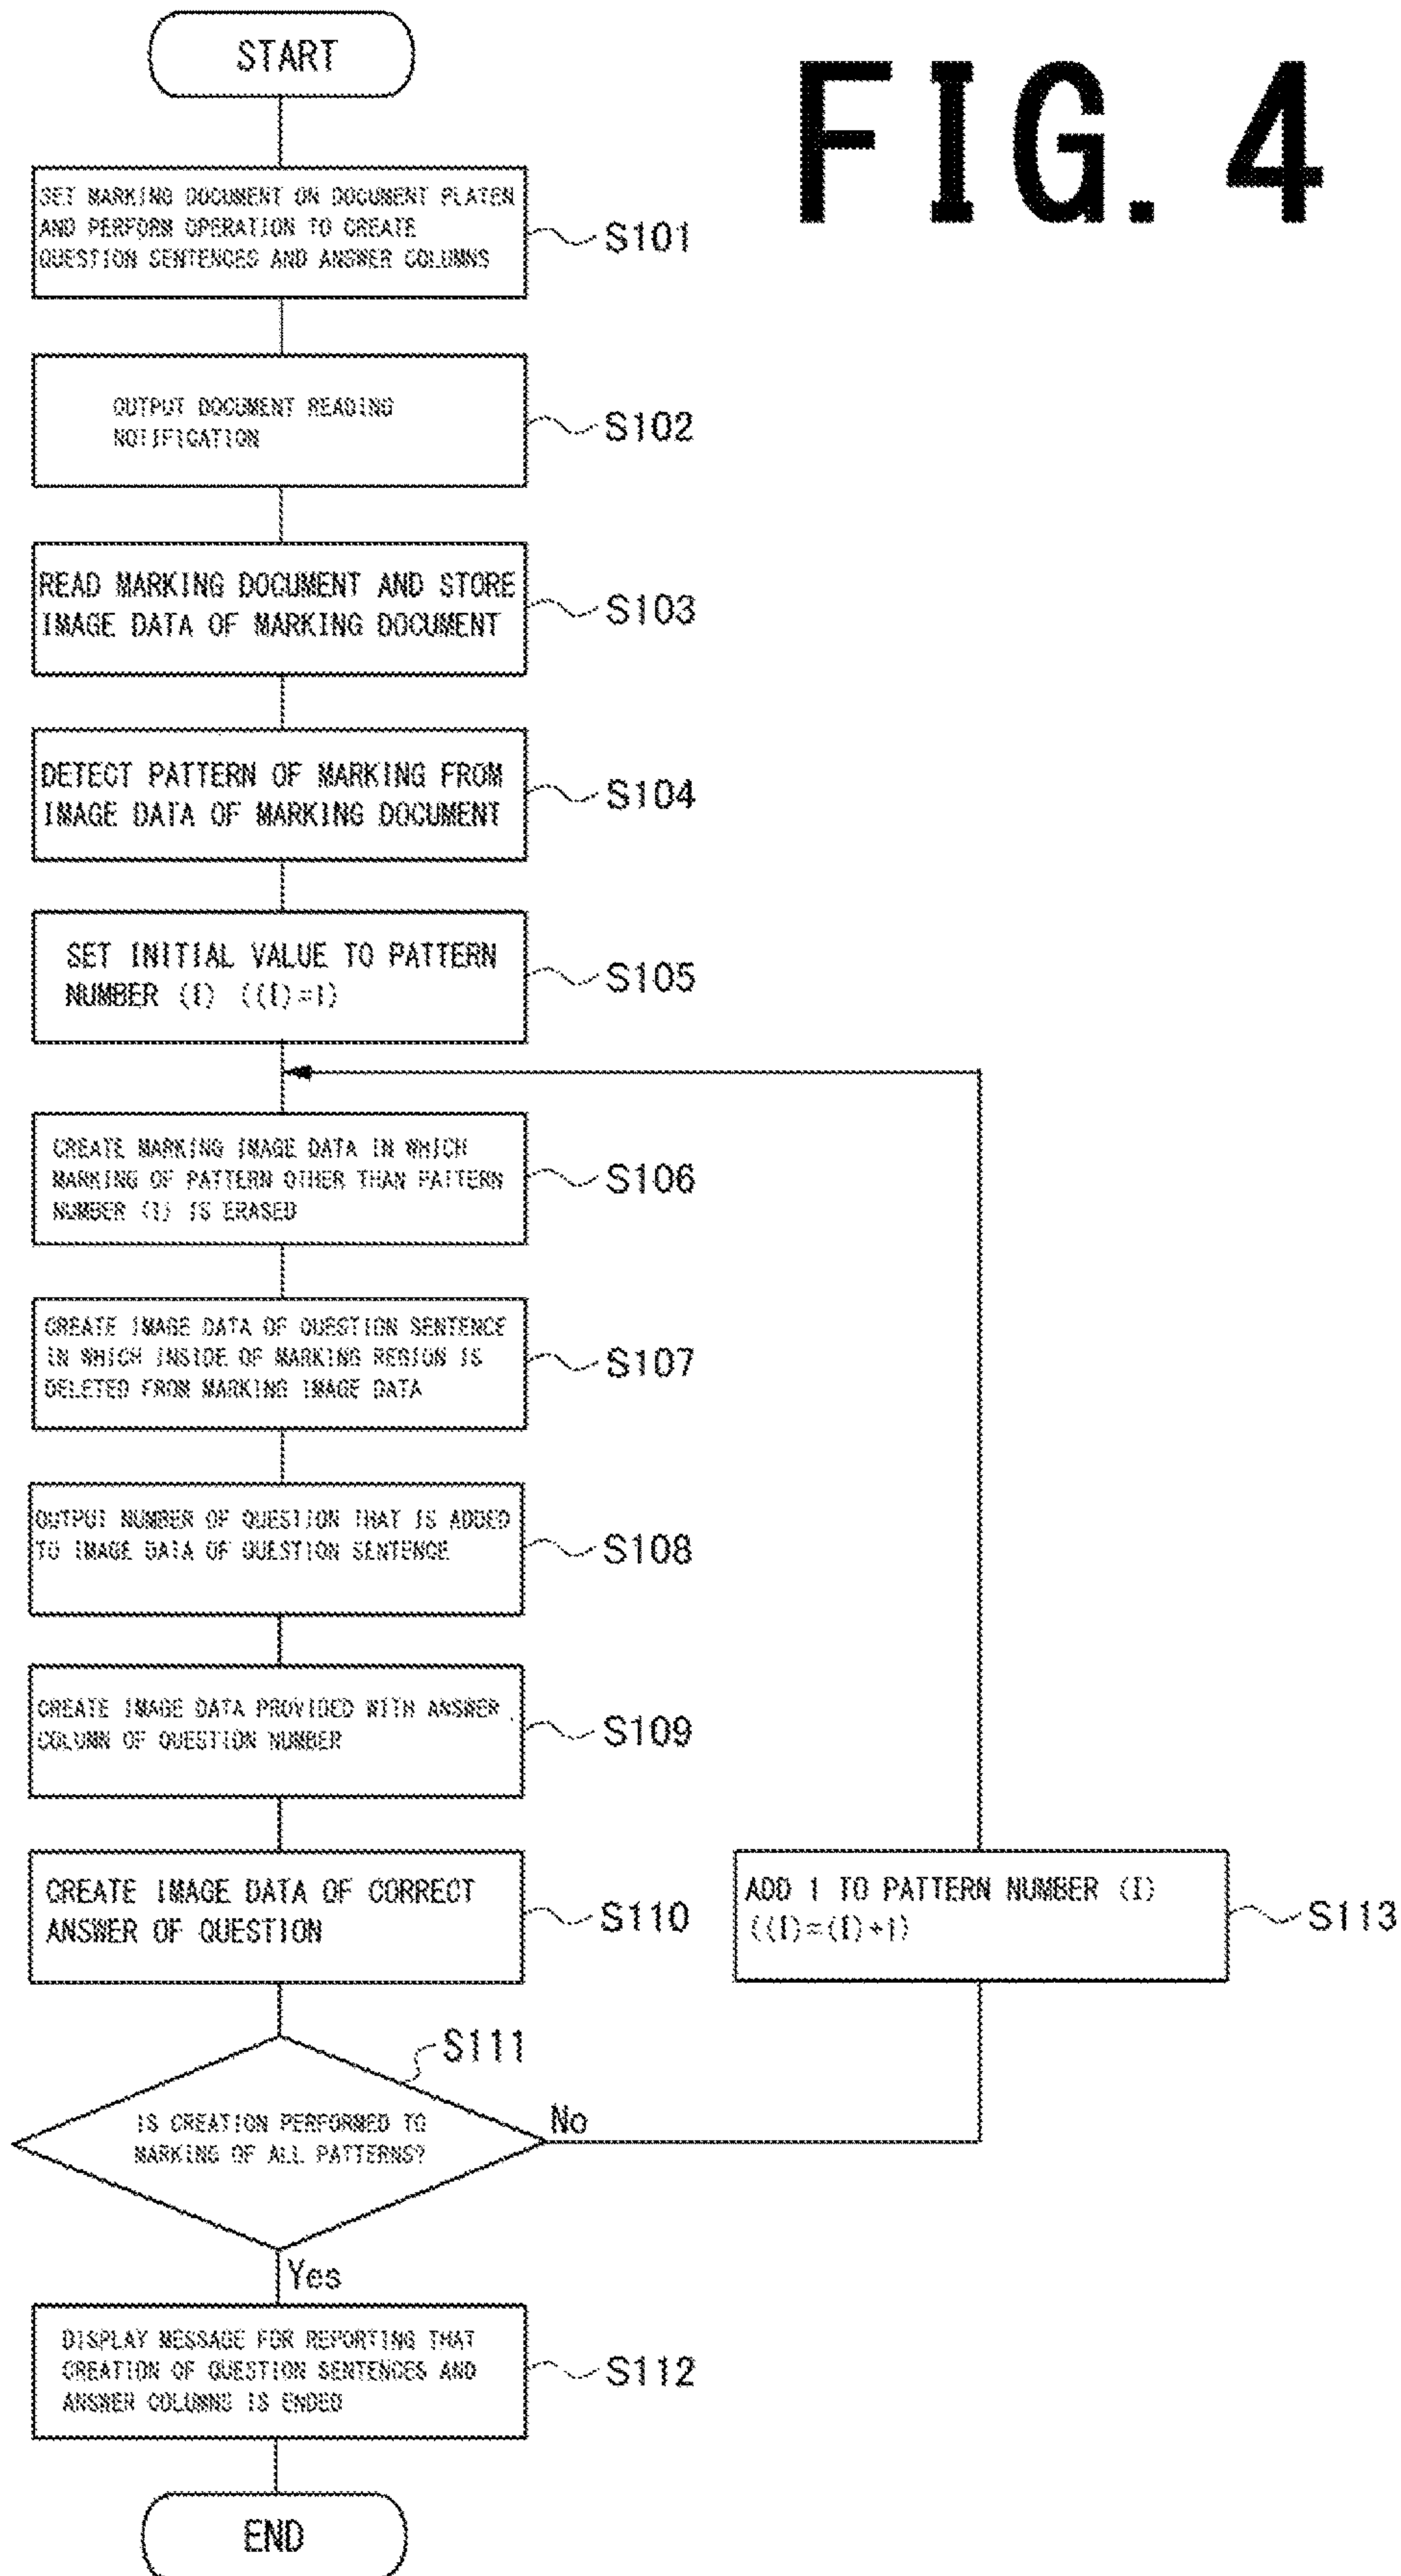 FIG. 4
START
SET MARKING DOCUMENT ON DOCUMENT PLATEN
AND PERFORM OPERATION TO CREATE
QUESTION SENTENCES AND ANSWER COLUMNS
S101
OUTPUT DOCUMENT READING
NOTIFICATION
S102
READ MARKING DOCUMENT AND STORE
IMAGE DATA OF MARKING DOCUMENT
S103
DETECT PATTERN OF MARKING FROM
IMAGE DATA OF MARKING DOCUMENT
S104
SET INITIAL VALUE TO PATTERN
NUMBER (I) ((I)=1)
S105
CREATE MARKING IMAGE DATA IN WHICH
MARKING OF PATTERN OTHER THAN PATTERN
NUMBER (I) IS ERASED
S106
CREATE IMAGE DATA OF QUESTION SENTENCE
IN WHICH INSIDE OF MARKING REGION IS
DELETED FROM MARKING IMAGE DATA
S107
OUTPUT NUMBER OF QUESTION THAT IS ADDED
TO IMAGE DATA OF QUESTION SENTENCE
S108
CREATE IMAGE DATA PROVIDED WITH ANSWER
COLUMN OF QUESTION NUMBER
S109
CREATE IMAGE DATA OF CORRECT
ANSWER OF QUESTION
S110
ADD 1 TO PATTERN NUMBER (I)
((I)=(I)+1)
S113
S111
IS CREATION PERFORMED TO
MARKING OF ALL PATTERNS?
No
Yes
DISPLAY MESSAGE FOR REPORTING THAT
CREATION OF QUESTION SENTENCES AND
ANSWER COLUMNS IS ENDED
S112
END